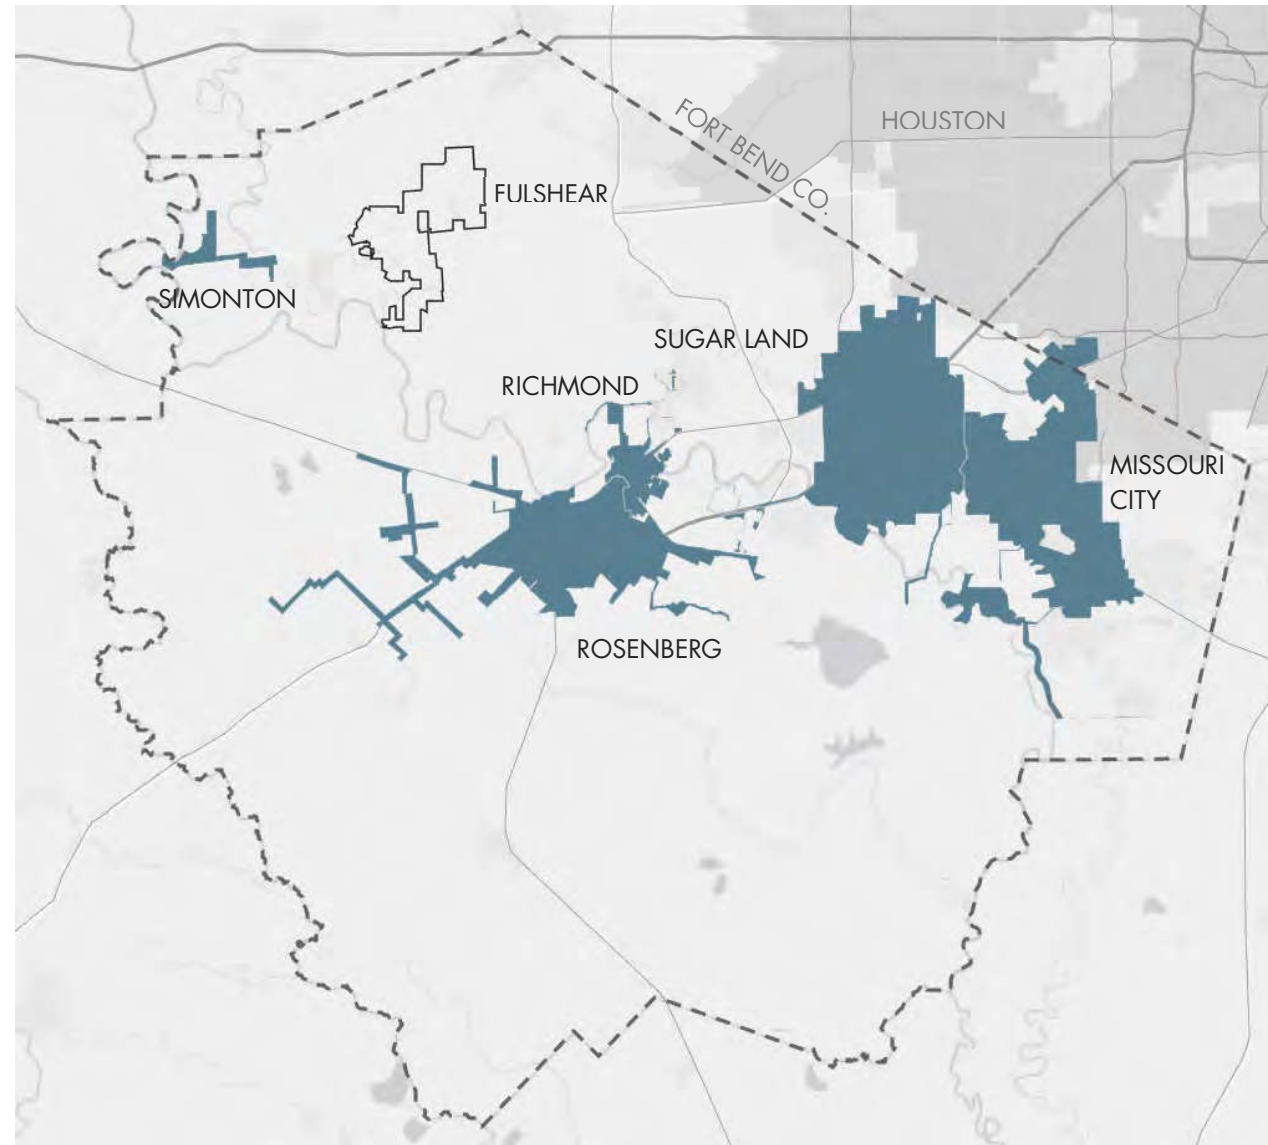 HOUSTON
FORT BEND CO.
FULSHEAR
SIMONTON
SUGAR LAND
RICHMOND
MISSOURI
CITY
ROSENBERG